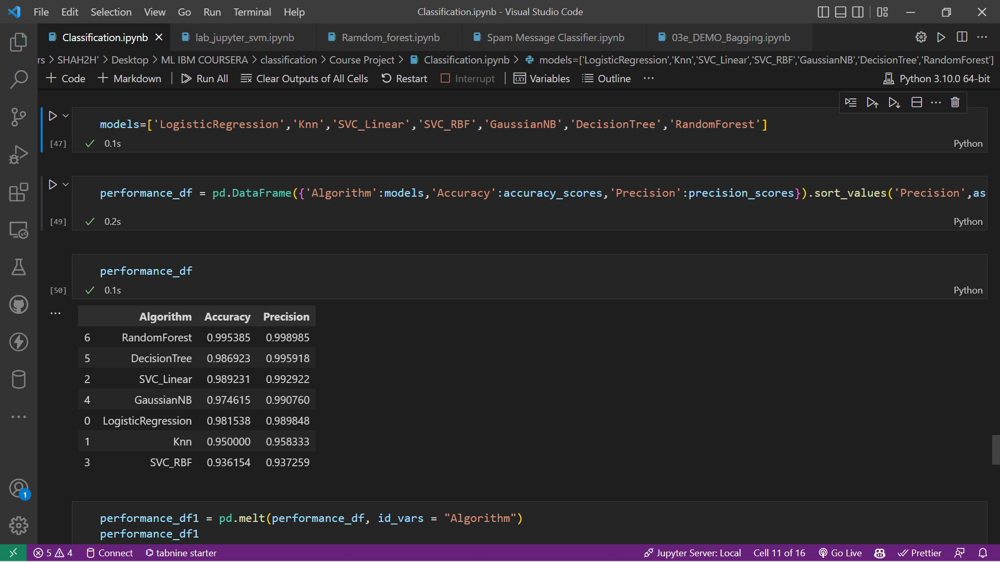 File Edit Selection View Go Run Terminal Help Classification.ipynb - Visual Studio Code
Classification.ipynb lab_jupyter_svm.ipynb Ramdom_forest.ipynb Spam Message Classifier.ipynb 03e_DEMO_Bagging.ipynb
rs > SHAH2H' > Desktop > ML IBM COURSERA > classification > Course Project > Classification.ipynb > models=['LogisticRegression','Knn','SVC_Linear','SVC_RBF','GaussianNB','DecisionTree','RandomForest']
+ Code + Markdown Run All Clear Outputs of All Cells Restart Interrupt Variables Outline ... Python 3.10.0 64-bit
models=['LogisticRegression','Knn','SVC_Linear','SVC_RBF','GaussianNB','DecisionTree','RandomForest']
[47] 0.1s Python
performance_df = pd.DataFrame({'Algorithm':models,'Accuracy':accuracy_scores,'Precision':precision_scores}).sort_values('Precision',as
[49] 0.2s Python
performance_df
[50] 0.1s Python
Algorithm Accuracy Precision
6 RandomForest 0.995385 0.998985
5 DecisionTree 0.986923 0.995918
2 SVC_Linear 0.989231 0.992922
4 GaussianNB 0.974615 0.990760
0 LogisticRegression 0.981538 0.989848
1 Knn 0.950000 0.958333
3 SVC_RBF 0.936154 0.937259
performance_df1 = pd.melt(performance_df, id_vars = "Algorithm")
performance_df1
1
5 4 Connect tabnine starter Jupyter Server: Local Cell 11 of 16 Go Live Prettier